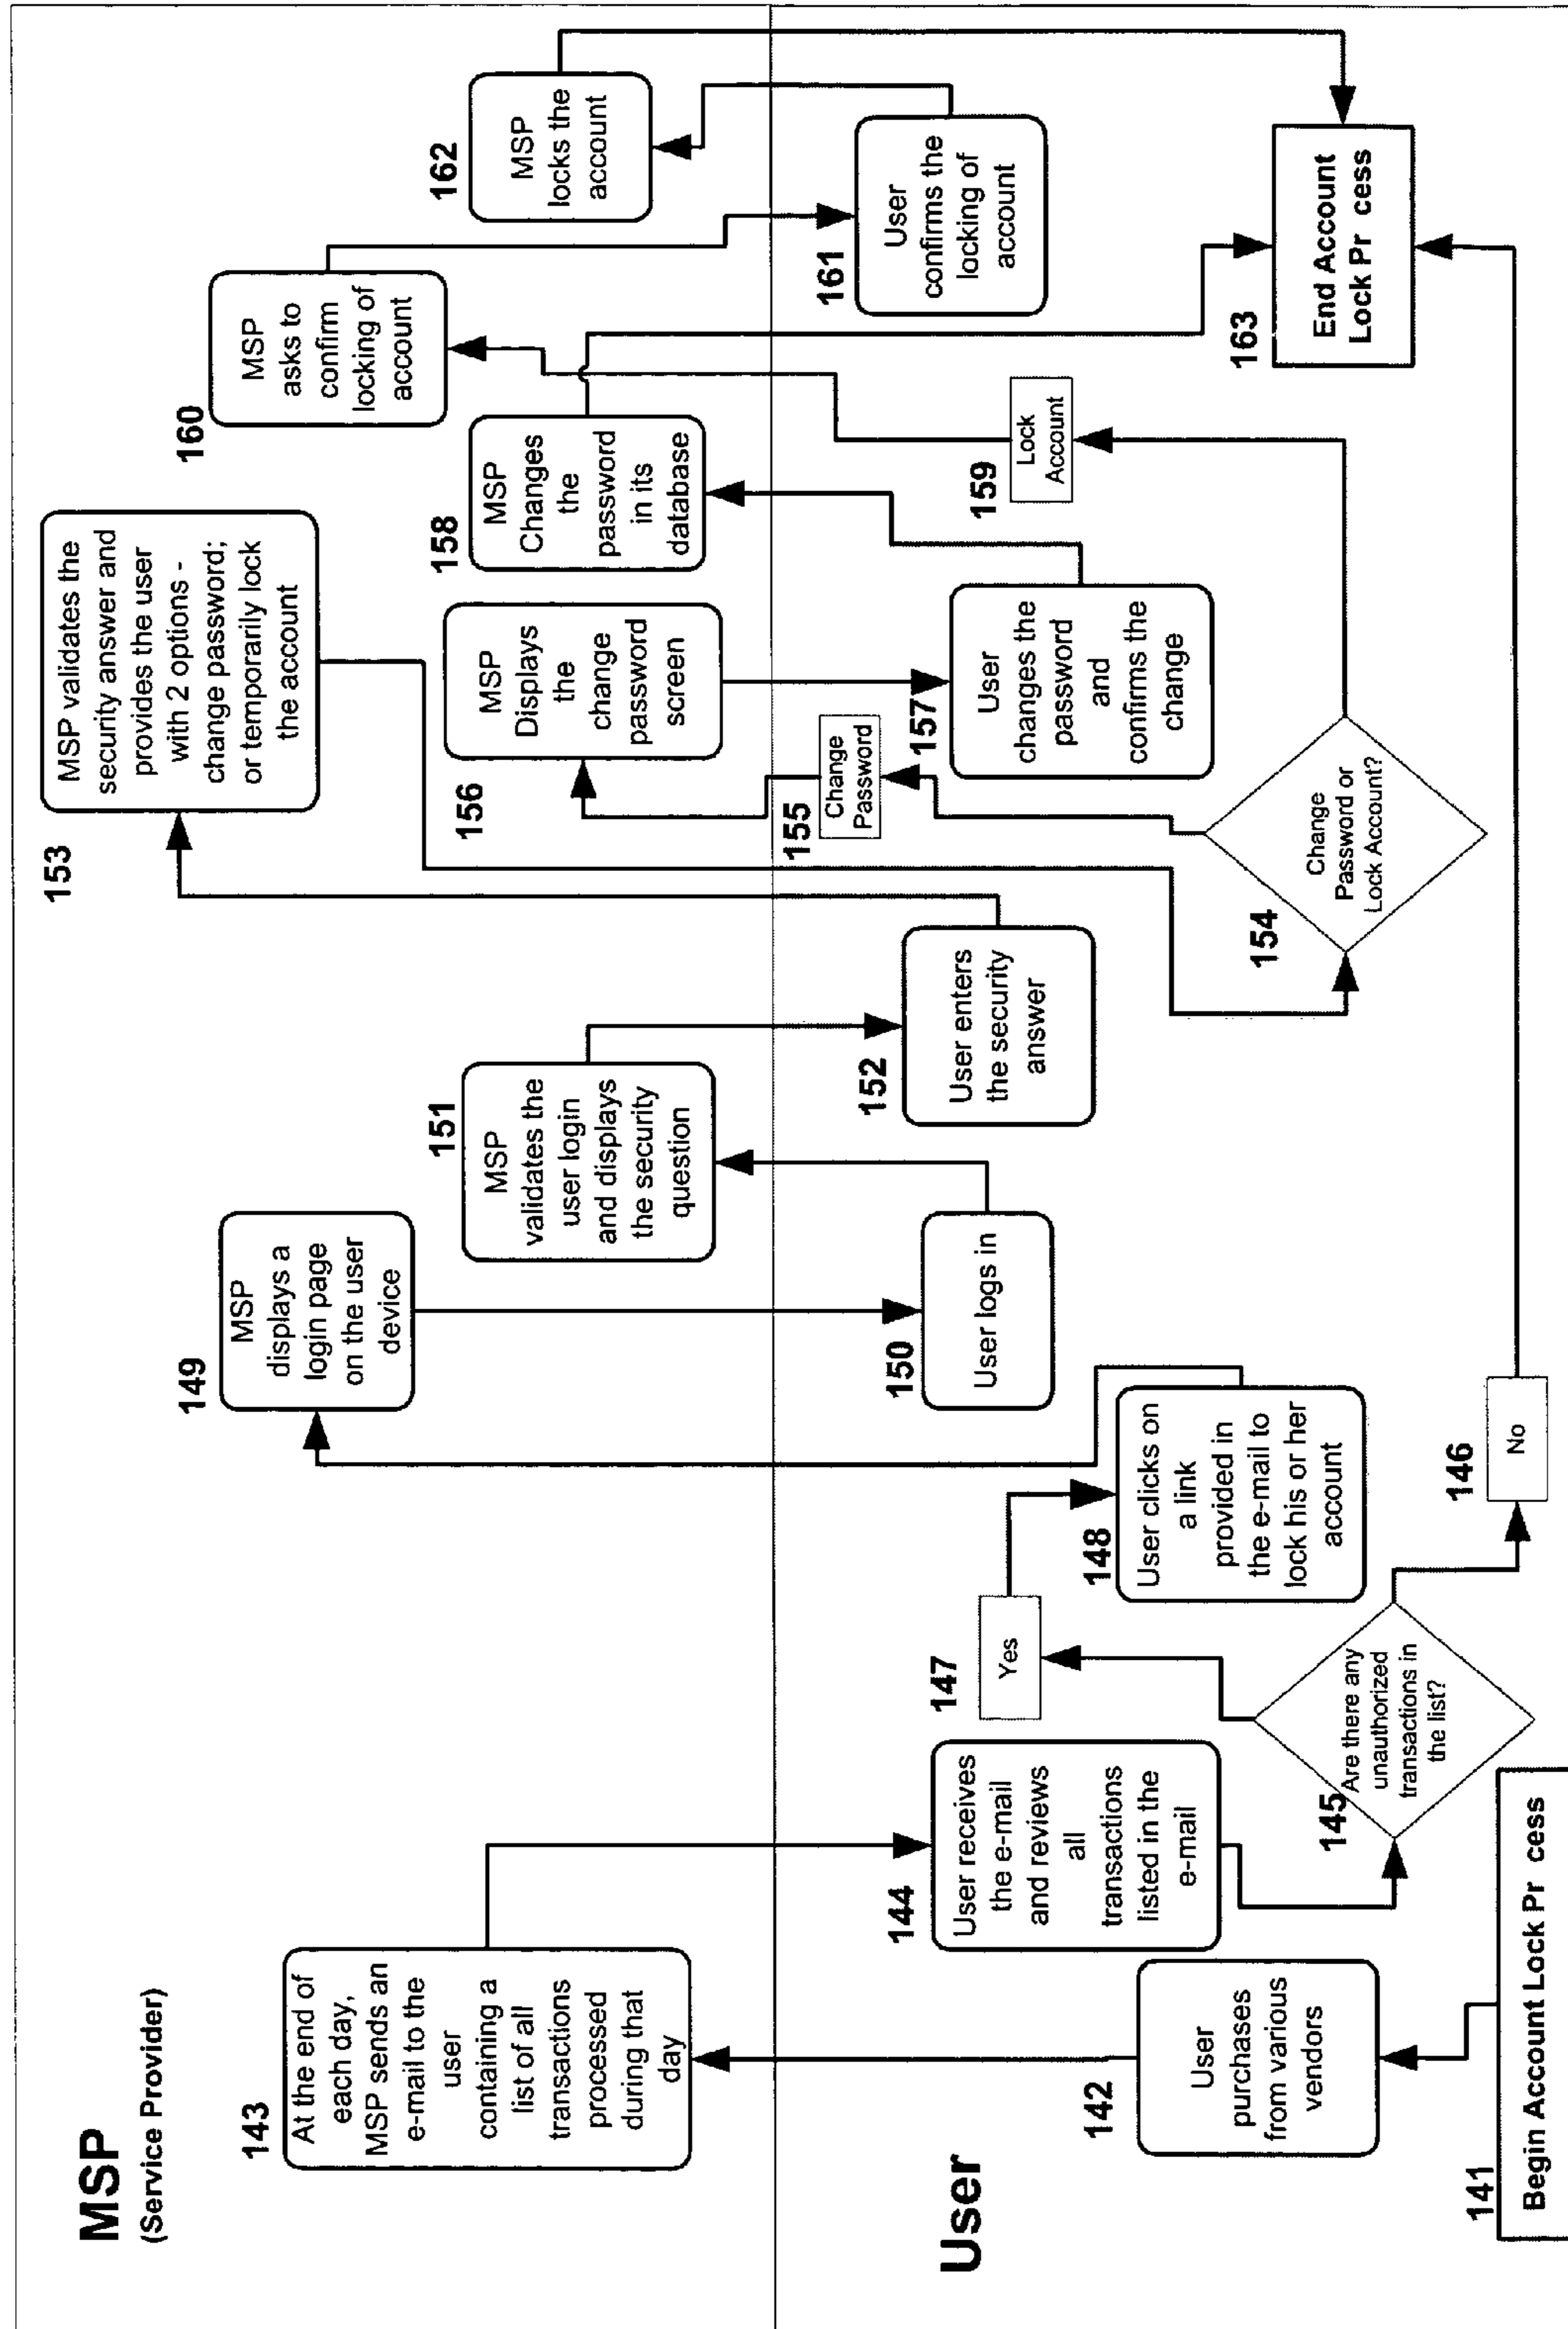 MSP
(Service Provider)
143
At the end of
each day,
MSP sends an
e-mail to the
user
containing a
list of all
transactions
processed
during that
day
149
MSP
displays a
login page
on the user
device
151
MSP
validates the
user login
and displays
the security
question
153
MSP validates the
security answer and
provides the user
with 2 options -
change password;
or temporarily lock
the account
156
MSP
Displays
the
change
password
screen
158
MSP
Changes
the
password
in its
database
160
MSP
asks to
confirm
locking of
account
162
MSP
locks the
account
User
141
Begin Account Lock Pr cess
142
User
purchases
from various
vendors
144
User receives
the e-mail
and reviews
all
transactions
listed in the
e-mail
145
Are there any
unauthorized
transactions in
the list?
147
Yes
146
No
148
User clicks on
a link
provided in
the e-mail to
lock his or her
account
150
User logs in
152
User enters
the security
answer
154
Change
Password or
Lock Account?
155
Change
Password
157
User
changes the
password
and
confirms the
change
159
Lock
Account
161
User
confirms the
locking of
account
163
End Account
Lock Pr cess